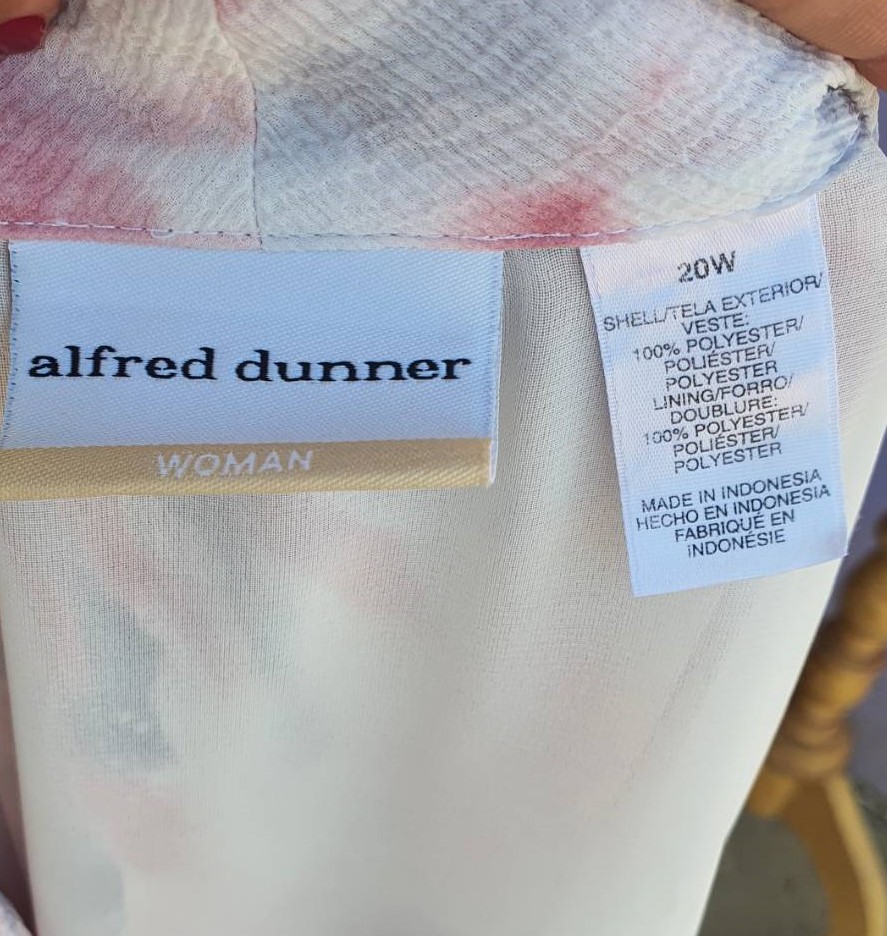 alfred dunner
WOMAN
20W
SHELL/TELA EXTERIOR/
VESTE:
100% POLYESTER/
POLIÉSTER/
POLYESTER
LINING/FORRO/
DOUBLURE:
100% POLYESTER/
POLIÉSTER/
POLYESTER
MADE IN INDONESIA
HECHO EN INDONESIA
FABRIQUÉ EN
INDONÉSIE